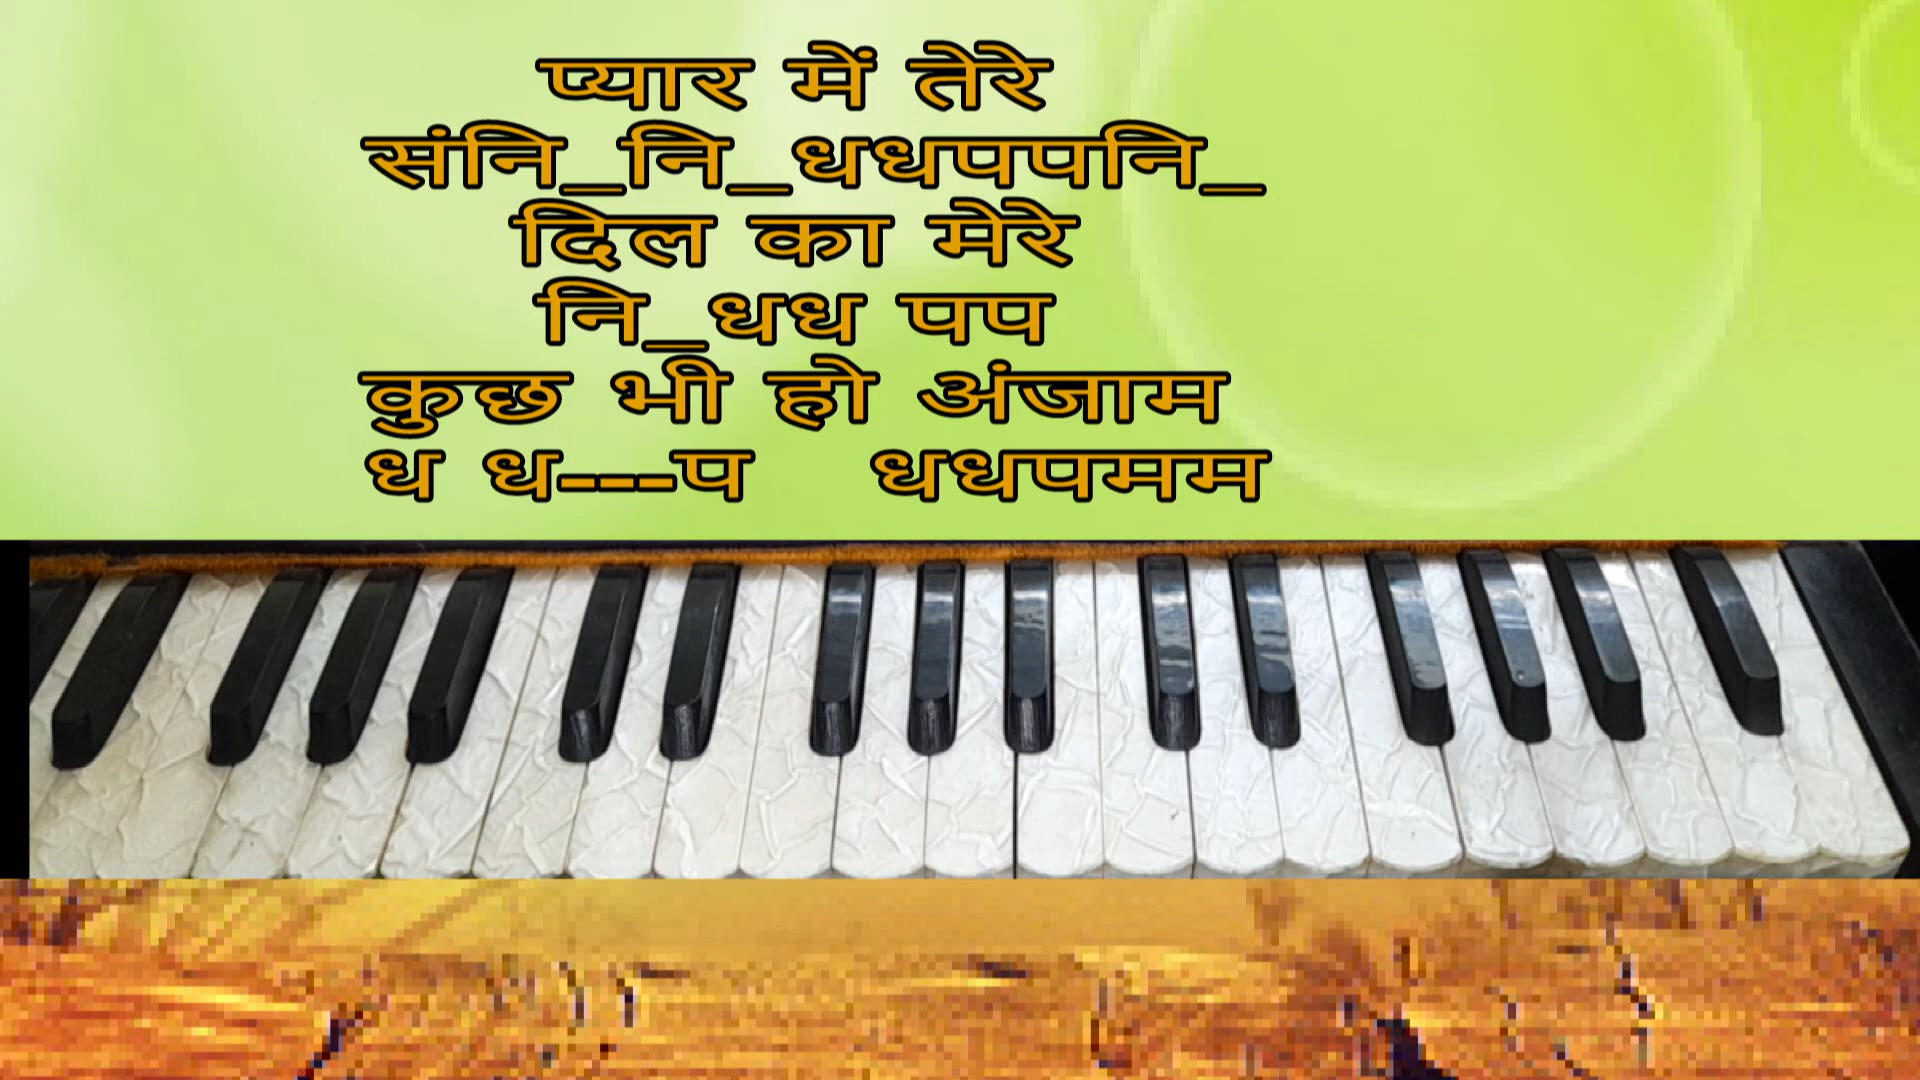 प्यार में तेरे
संनि_नि_धधपपनि_
दिल का मेरे
नि_धध पप
कुछ भी हो अंजाम
ध ध---प धधपमम